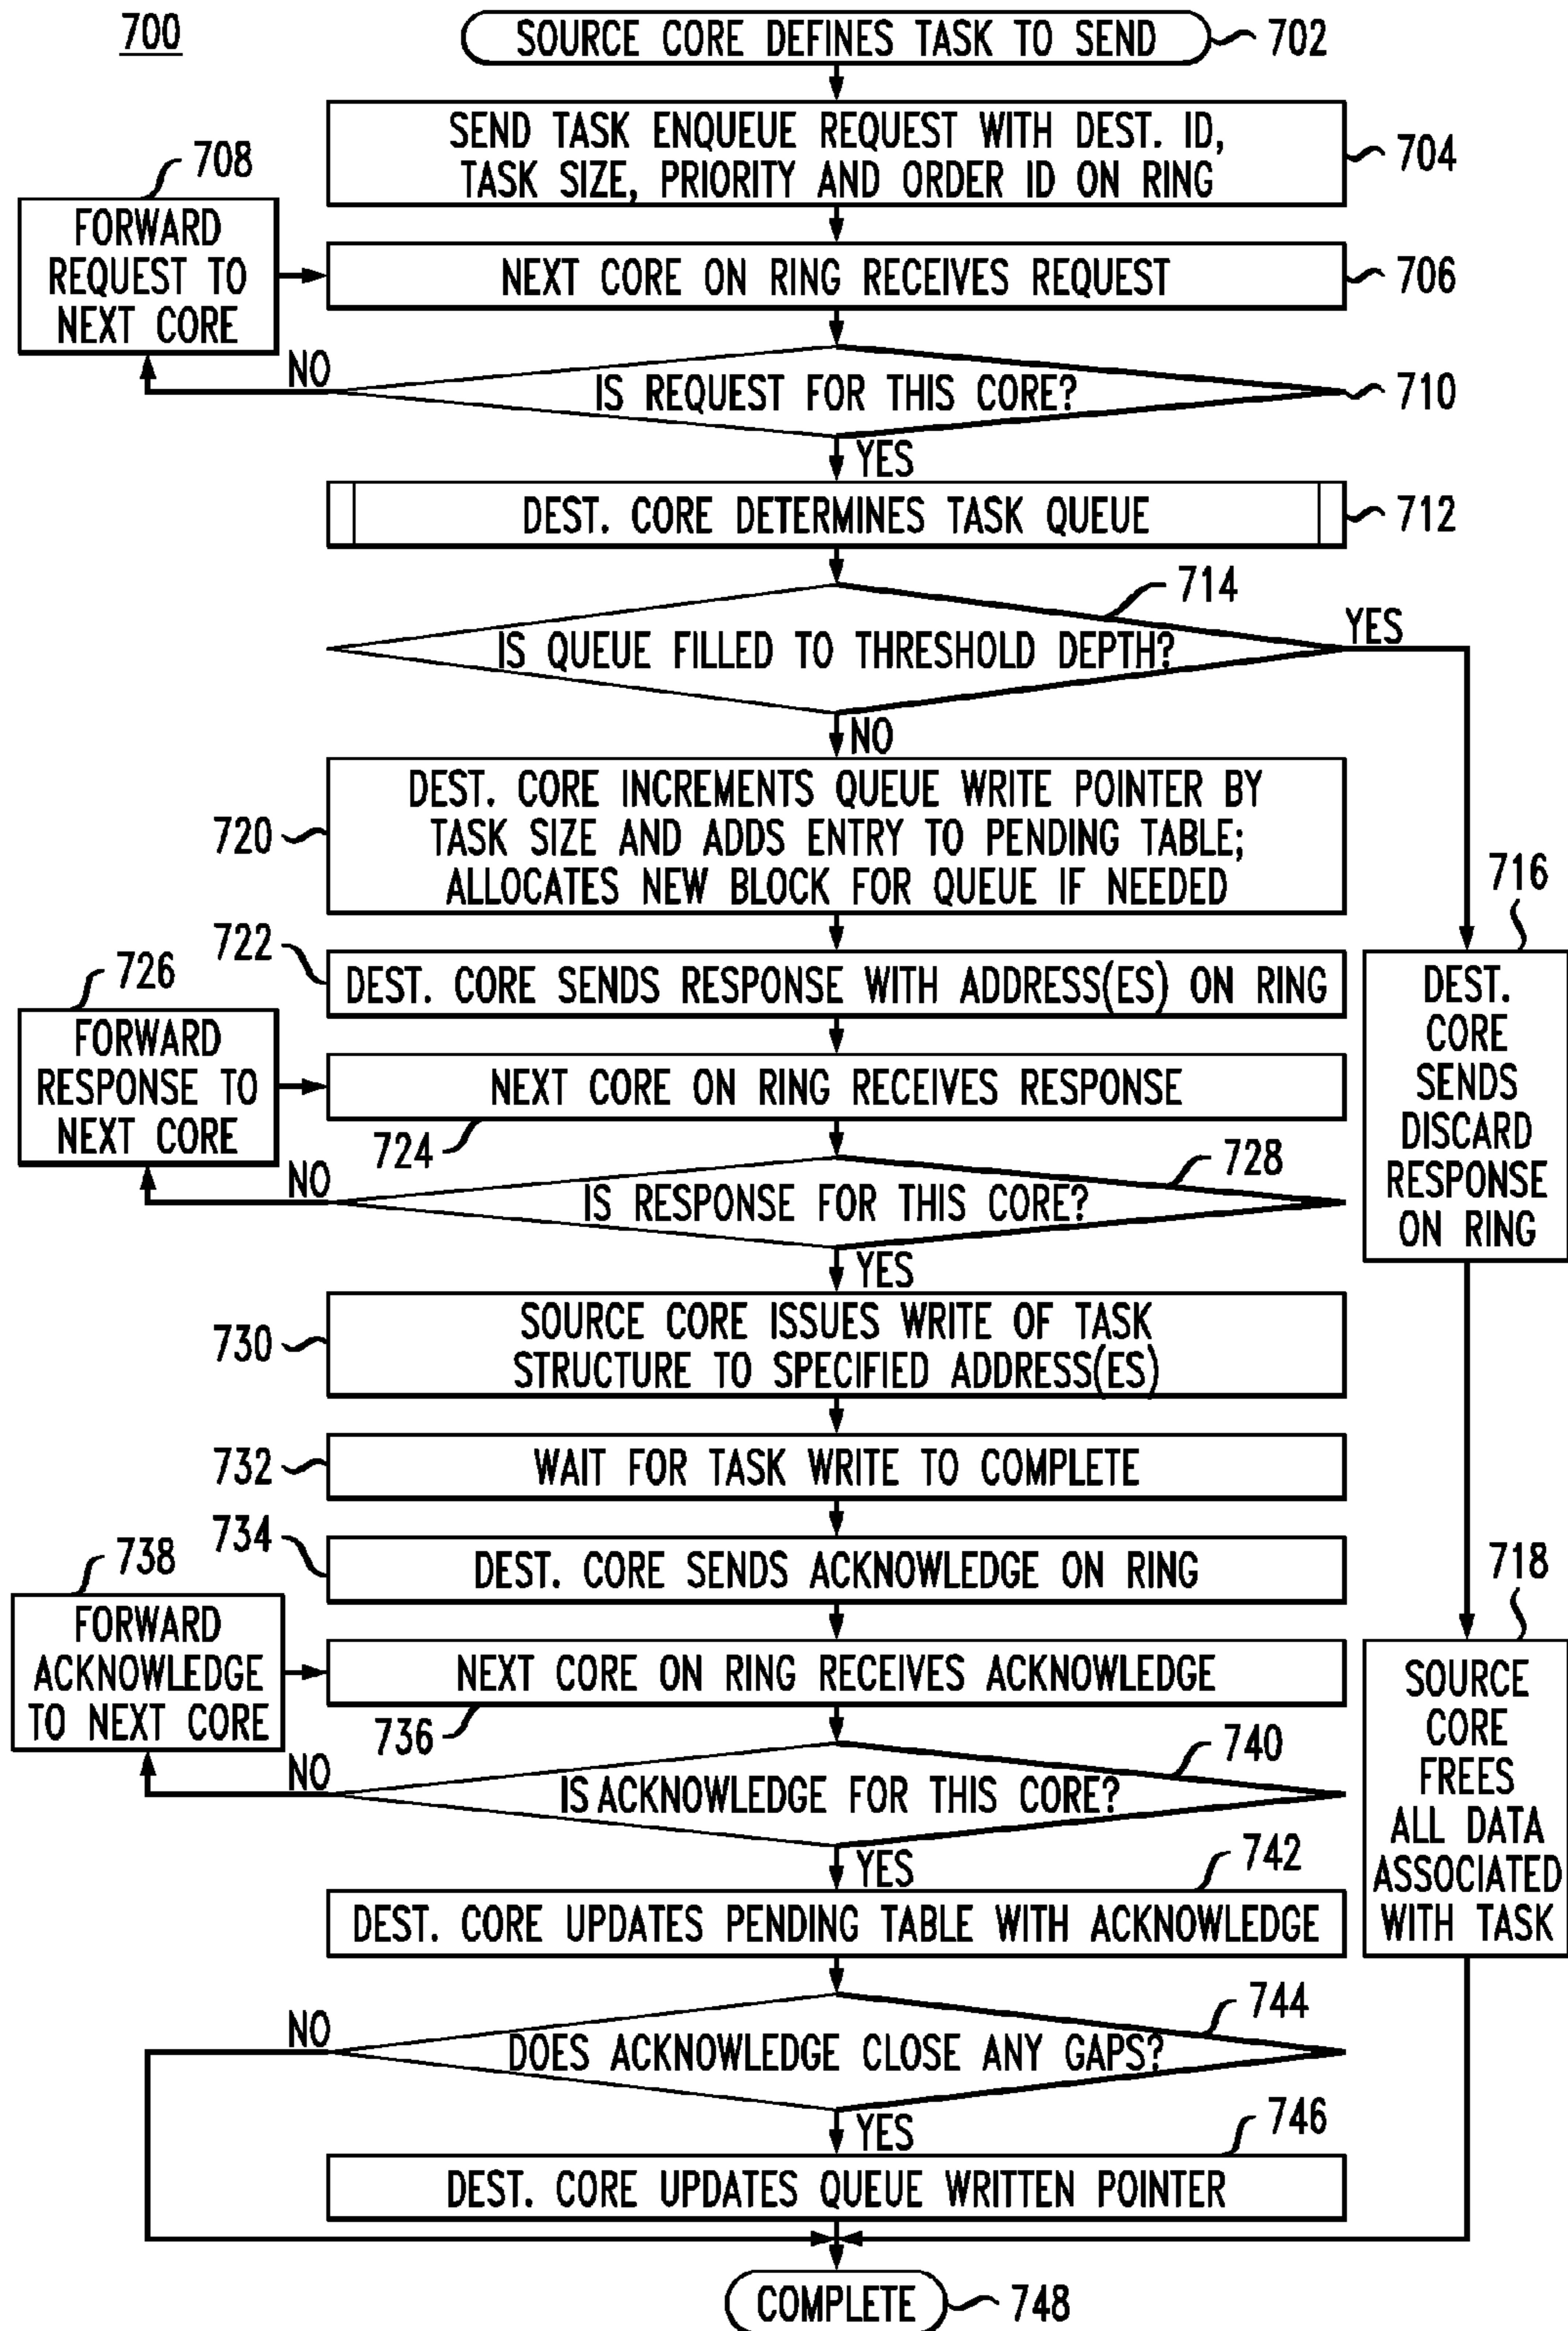 700
SOURCE CORE DEFINES TASK TO SEND
702
SEND TASK ENQUEUE REQUEST WITH DEST. ID,
TASK SIZE, PRIORITY AND ORDER ID ON RING
704
708
FORWARD
REQUEST TO
NEXT CORE
NEXT CORE ON RING RECEIVES REQUEST
706
NO
IS REQUEST FOR THIS CORE?
710
YES
DEST. CORE DETERMINES TASK QUEUE
712
714
IS QUEUE FILLED TO THRESHOLD DEPTH?
YES
NO
720
DEST. CORE INCREMENTS QUEUE WRITE POINTER BY
TASK SIZE AND ADDS ENTRY TO PENDING TABLE;
ALLOCATES NEW BLOCK FOR QUEUE IF NEEDED
716
DEST.
CORE
SENDS
DISCARD
RESPONSE
ON RING
722
DEST. CORE SENDS RESPONSE WITH ADDRESS(ES) ON RING
726
FORWARD
RESPONSE TO
NEXT CORE
NEXT CORE ON RING RECEIVES RESPONSE
724
728
NO
IS RESPONSE FOR THIS CORE?
YES
730
SOURCE CORE ISSUES WRITE OF TASK
STRUCTURE TO SPECIFIED ADDRESS(ES)
732
WAIT FOR TASK WRITE TO COMPLETE
734
DEST. CORE SENDS ACKNOWLEDGE ON RING
738
FORWARD
ACKNOWLEDGE
TO NEXT CORE
NEXT CORE ON RING RECEIVES ACKNOWLEDGE
736
718
SOURCE
CORE
FREES
ALL DATA
ASSOCIATED
WITH TASK
740
NO
IS ACKNOWLEDGE FOR THIS CORE?
YES
742
DEST. CORE UPDATES PENDING TABLE WITH ACKNOWLEDGE
744
NO
DOES ACKNOWLEDGE CLOSE ANY GAPS?
YES
746
DEST. CORE UPDATES QUEUE WRITTEN POINTER
COMPLETE
748